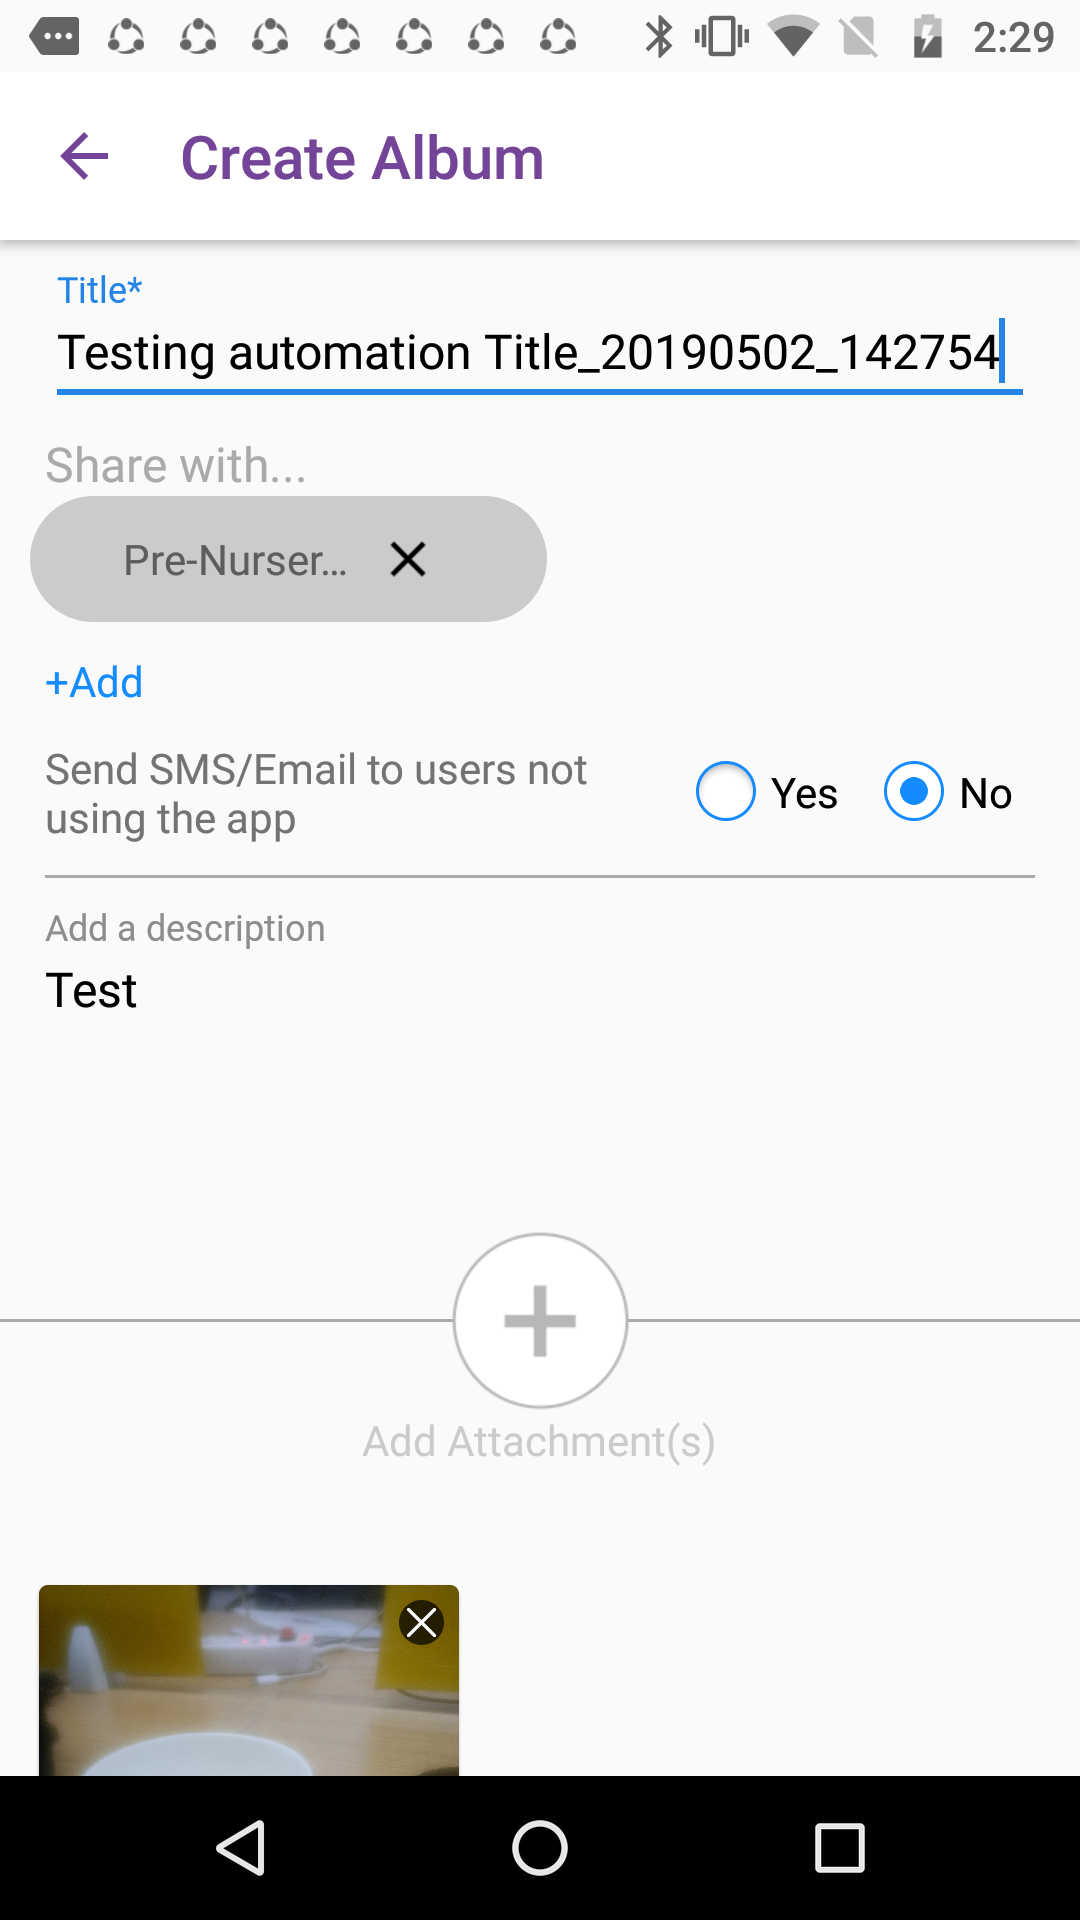 2:29
Create Album
Title*
Testing automation Title_20190502_142754
Share with...
Pre-Nurser...
+Add
Send SMS/Email to users not
using the app
Yes
No
Add a description
Test
Add Attachment(s)